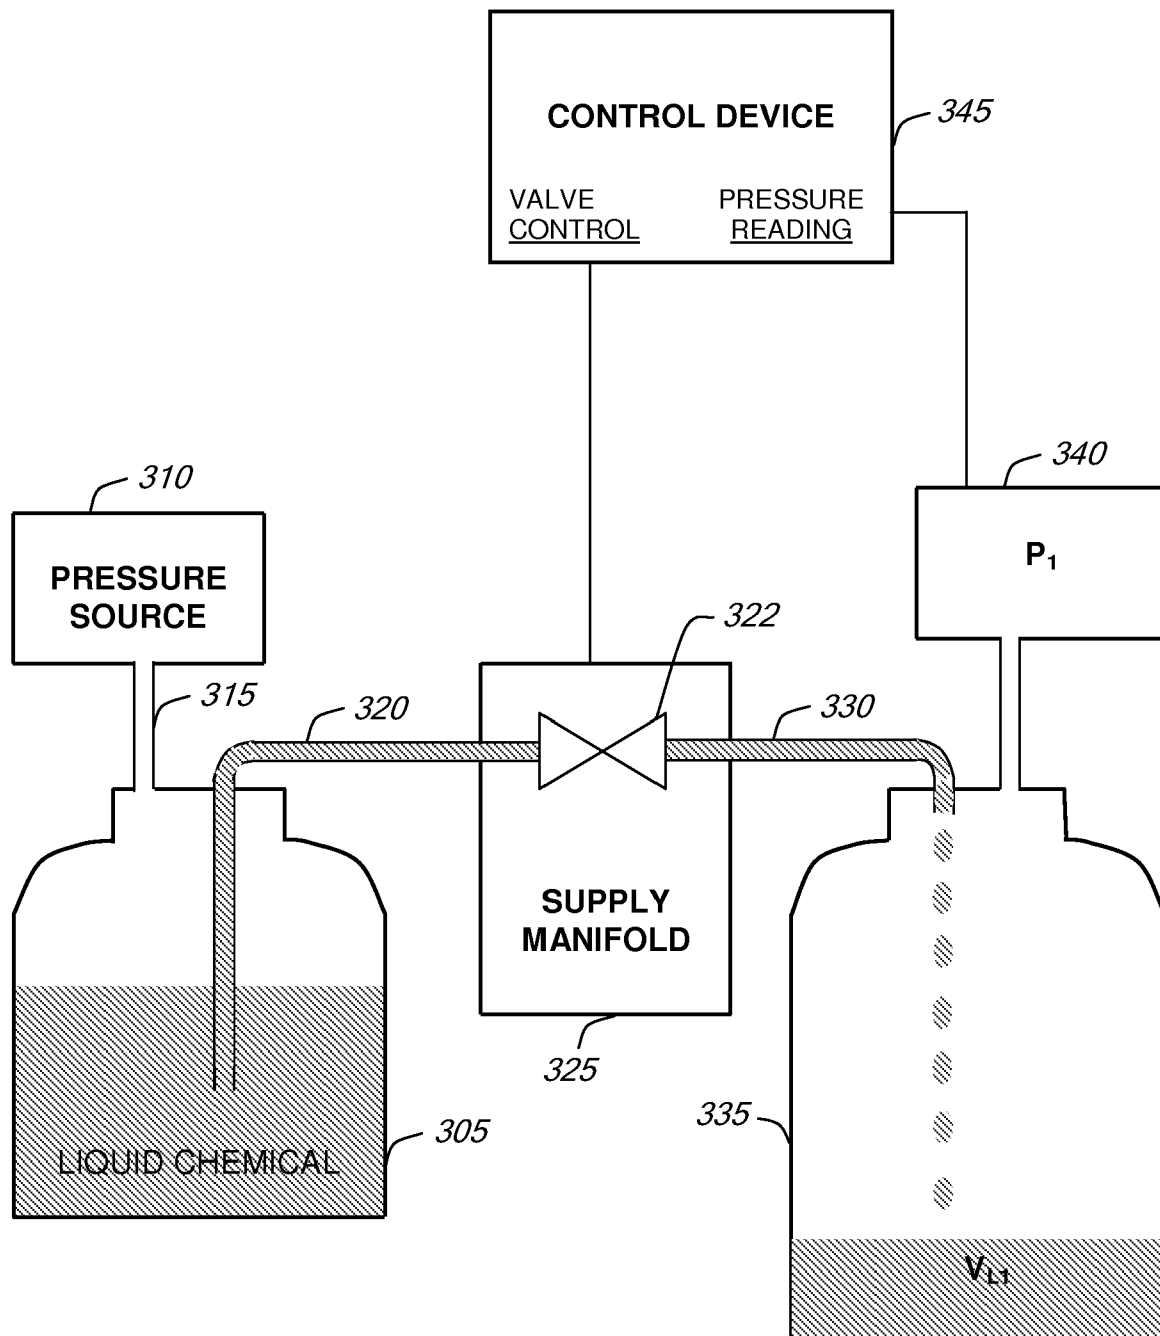 CONTROL DEVICE
345
VALVE
CONTROL
PRESSURE
READING
310
340
PRESSURE
SOURCE
P₁
322
315
320
330
SUPPLY
MANIFOLD
325
305
335
LIQUID CHEMICAL
V_L1